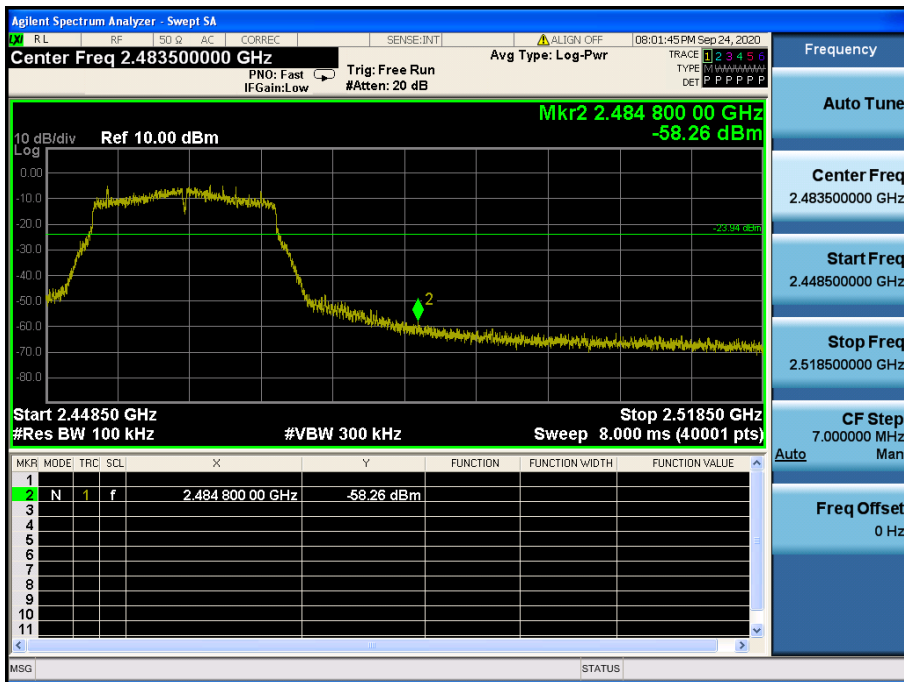 Agilent Spectrum Analyzer - Swept SA
LXI RL RF 50 Ω AC CORREC SENSE:INT ALIGN OFF 08:01:45 PM Sep 24, 2020
Center Freq 2.483500000 GHz
PNO: Fast
IFGain:Low
Trig: Free Run
#Atten: 20 dB
Avg Type: Log-Pwr
TRACE 1 2 3 4 5 6
TYPE MWWWWW
DET P P P P P P
Mkr2 2.484 800 00 GHz
-58.26 dBm
10 dB/div Ref 10.00 dBm
Log
0.00
-10.0
-20.0
-23.94 dBm
-30.0
-40.0
-50.0
2
-60.0
-70.0
-80.0
Start 2.44850 GHz Stop 2.51850 GHz
#Res BW 100 kHz #VBW 300 kHz Sweep 8.000 ms (40001 pts)
MKR MODE TRC SCL X Y FUNCTION FUNCTION WIDTH FUNCTION VALUE
1
2 N 1 f 2.484 800 00 GHz -58.26 dBm
3
4
5
6
7
8
9
10
11
MSG STATUS
Frequency
Auto Tune
Center Freq
2.483500000 GHz
Start Freq
2.448500000 GHz
Stop Freq
2.518500000 GHz
CF Step
7.000000 MHz
Auto Man
Freq Offset
0 Hz